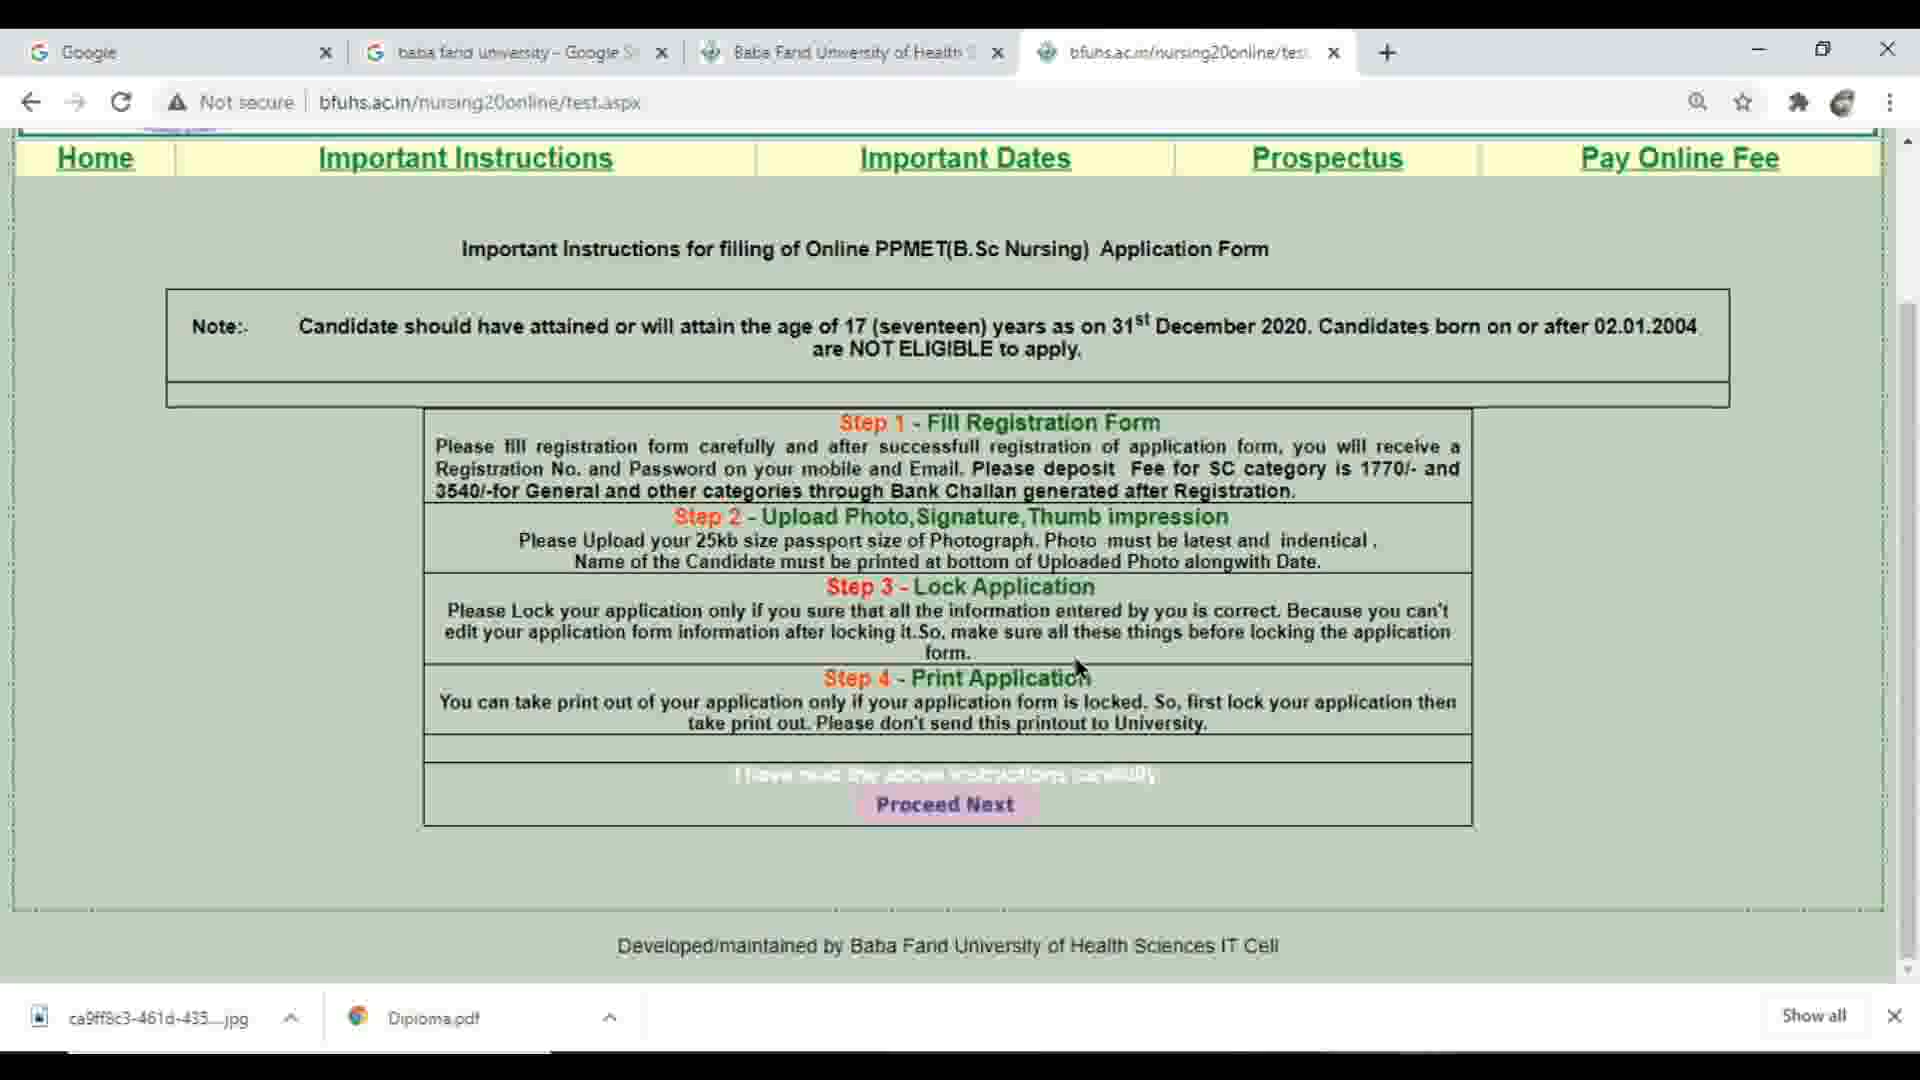 Google
baba farid university - Google S
Baba Farid University of Health S
bfuhs.ac.in/nursing20online/test.
Not secure
bfuhs.ac.in/nursing20online/test.aspx
Home
Important Instructions
Important Dates
Prospectus
Pay Online Fee
Important Instructions for filling of Online PPMET(B.Sc Nursing) Application Form
Note:- Candidate should have attained or will attain the age of 17 (seventeen) years as on 31st December 2020. Candidates born on or after 02.01.2004
are NOT ELIGIBLE to apply.
Step 1 - Fill Registration Form
Please fill registration form carefully and after successfull registration of application form, you will receive a
Registration No. and Password on your mobile and Email. Please deposit Fee for SC category is 1770/- and
3540/-for General and other categories through Bank Challan generated after Registration.
Step 2 - Upload Photo,Signature,Thumb impression
Please Upload your 25kb size passport size of Photograph. Photo must be latest and indentical .
Name of the Candidate must be printed at bottom of Uploaded Photo alongwith Date.
Step 3 - Lock Application
Please Lock your application only if you sure that all the information entered by you is correct. Because you can't
edit your application form information after locking it.So, make sure all these things before locking the application
form.
Step 4 - Print Application
You can take print out of your application only if your application form is locked. So, first lock your application then
take print out. Please don't send this printout to University.
I have read the above instructions carefully
Proceed Next
Developed/maintained by Baba Farid University of Health Sciences IT Cell
ca9ff8c3-461d-435....jpg
Diploma.pdf
Show all